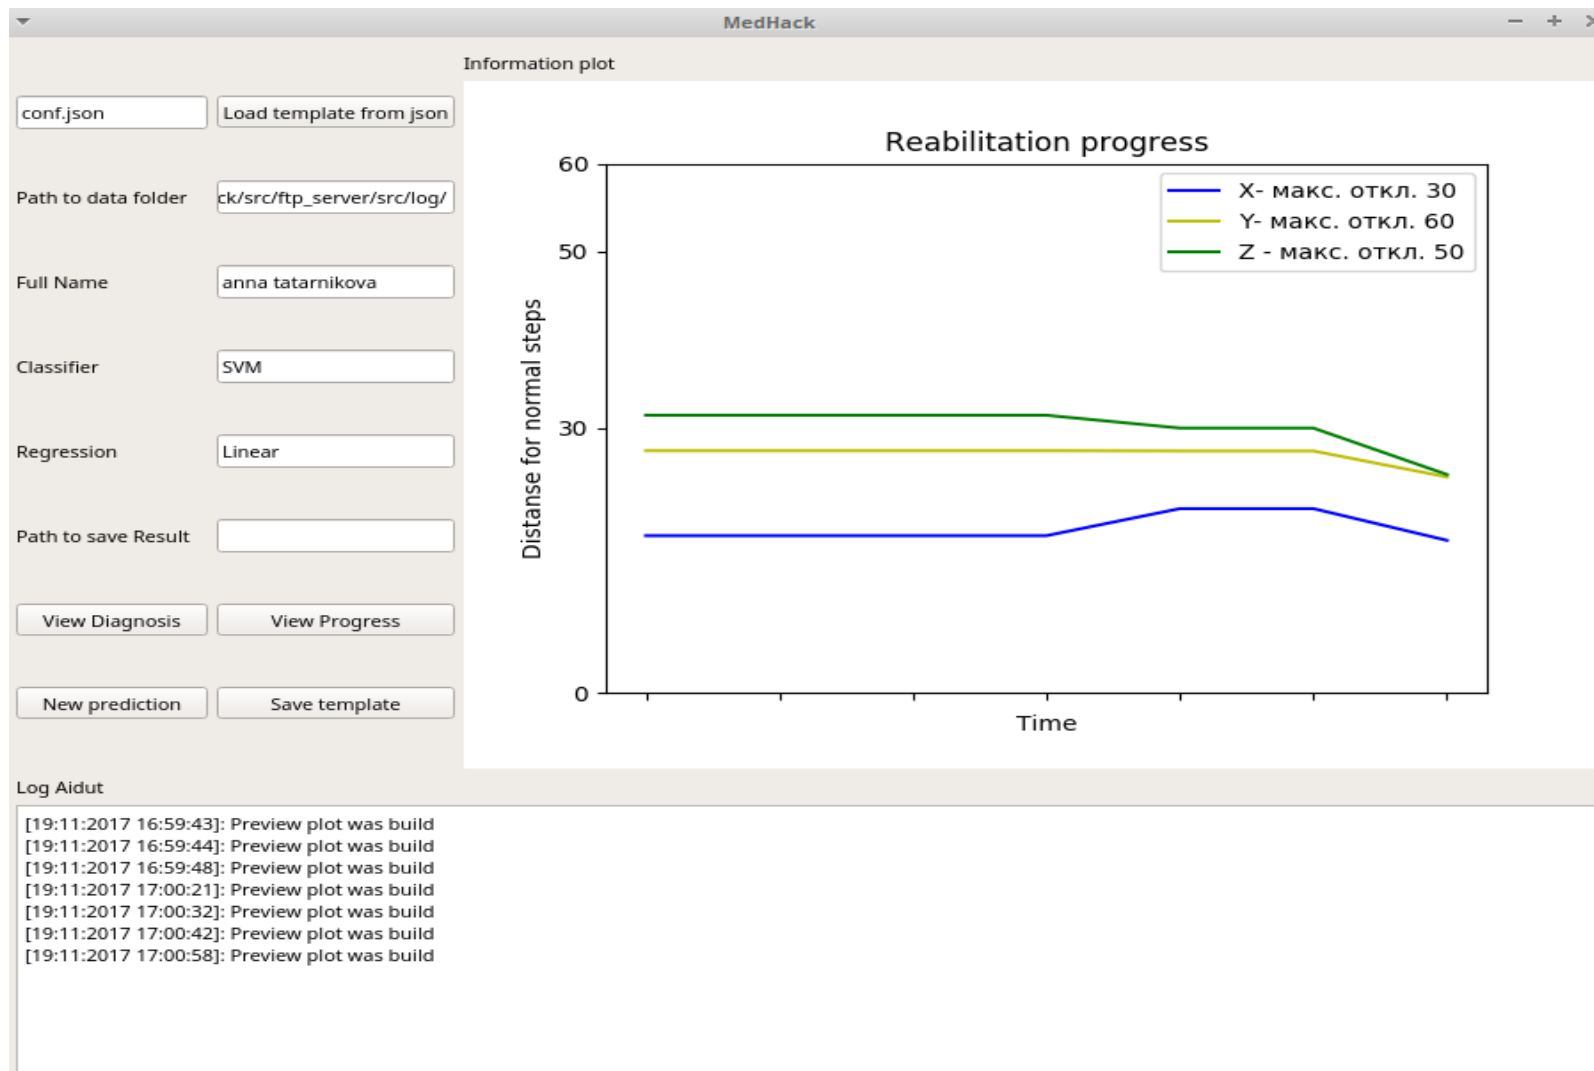 MedHack
Information plot
conf.json
Load template from json
Path to data folder
ck/src/ftp_server/src/log/
Full Name
anna tatarnikova
Classifier
SVM
Regression
Linear
Path to save Result
View Diagnosis
View Progress
New prediction
Save template
Reabilitation progress
60
50
30
0
Distanse for normal steps
X- макс. откл. 30
Y- макс. откл. 60
Z - макс. откл. 50
Time
Log Aidut
[19:11:2017 16:59:43]: Preview plot was build
[19:11:2017 16:59:44]: Preview plot was build
[19:11:2017 16:59:48]: Preview plot was build
[19:11:2017 17:00:21]: Preview plot was build
[19:11:2017 17:00:32]: Preview plot was build
[19:11:2017 17:00:42]: Preview plot was build
[19:11:2017 17:00:58]: Preview plot was build